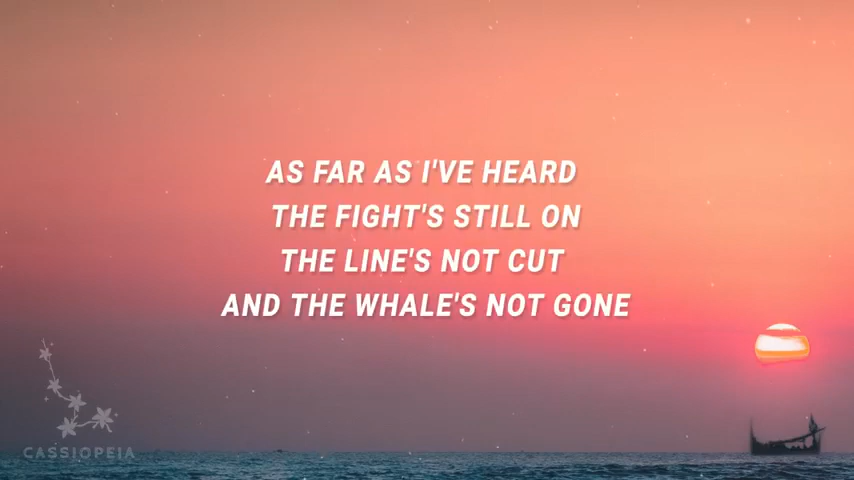 AS FAR AS I'VE HEARD
THE FIGHT'S STILL ON
THE LINE'S NOT CUT
AND THE WHALE'S NOT GONE
CASSIOPEIA